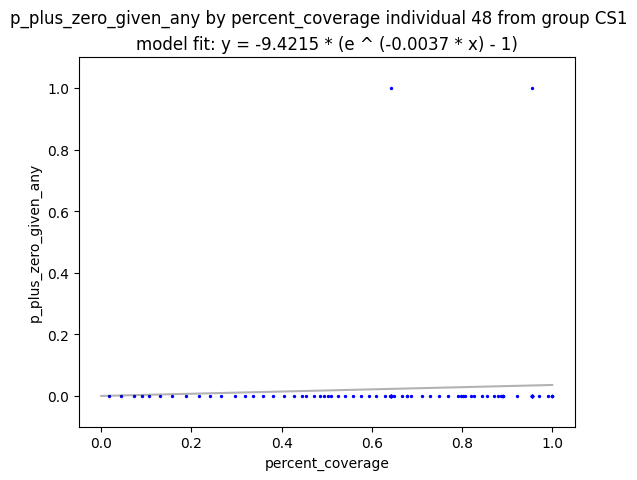 p_plus_zero_given_any by percent_coverage individual 48 from group CS1
model fit: y = -9.4215 * (e ^ (-0.0037 * x) - 1)
1.0
0.8
0.6
0.4
0.2
0.0
p_plus_zero_given_any
0.0 0.2 0.4 0.6 0.8 1.0
percent_coverage